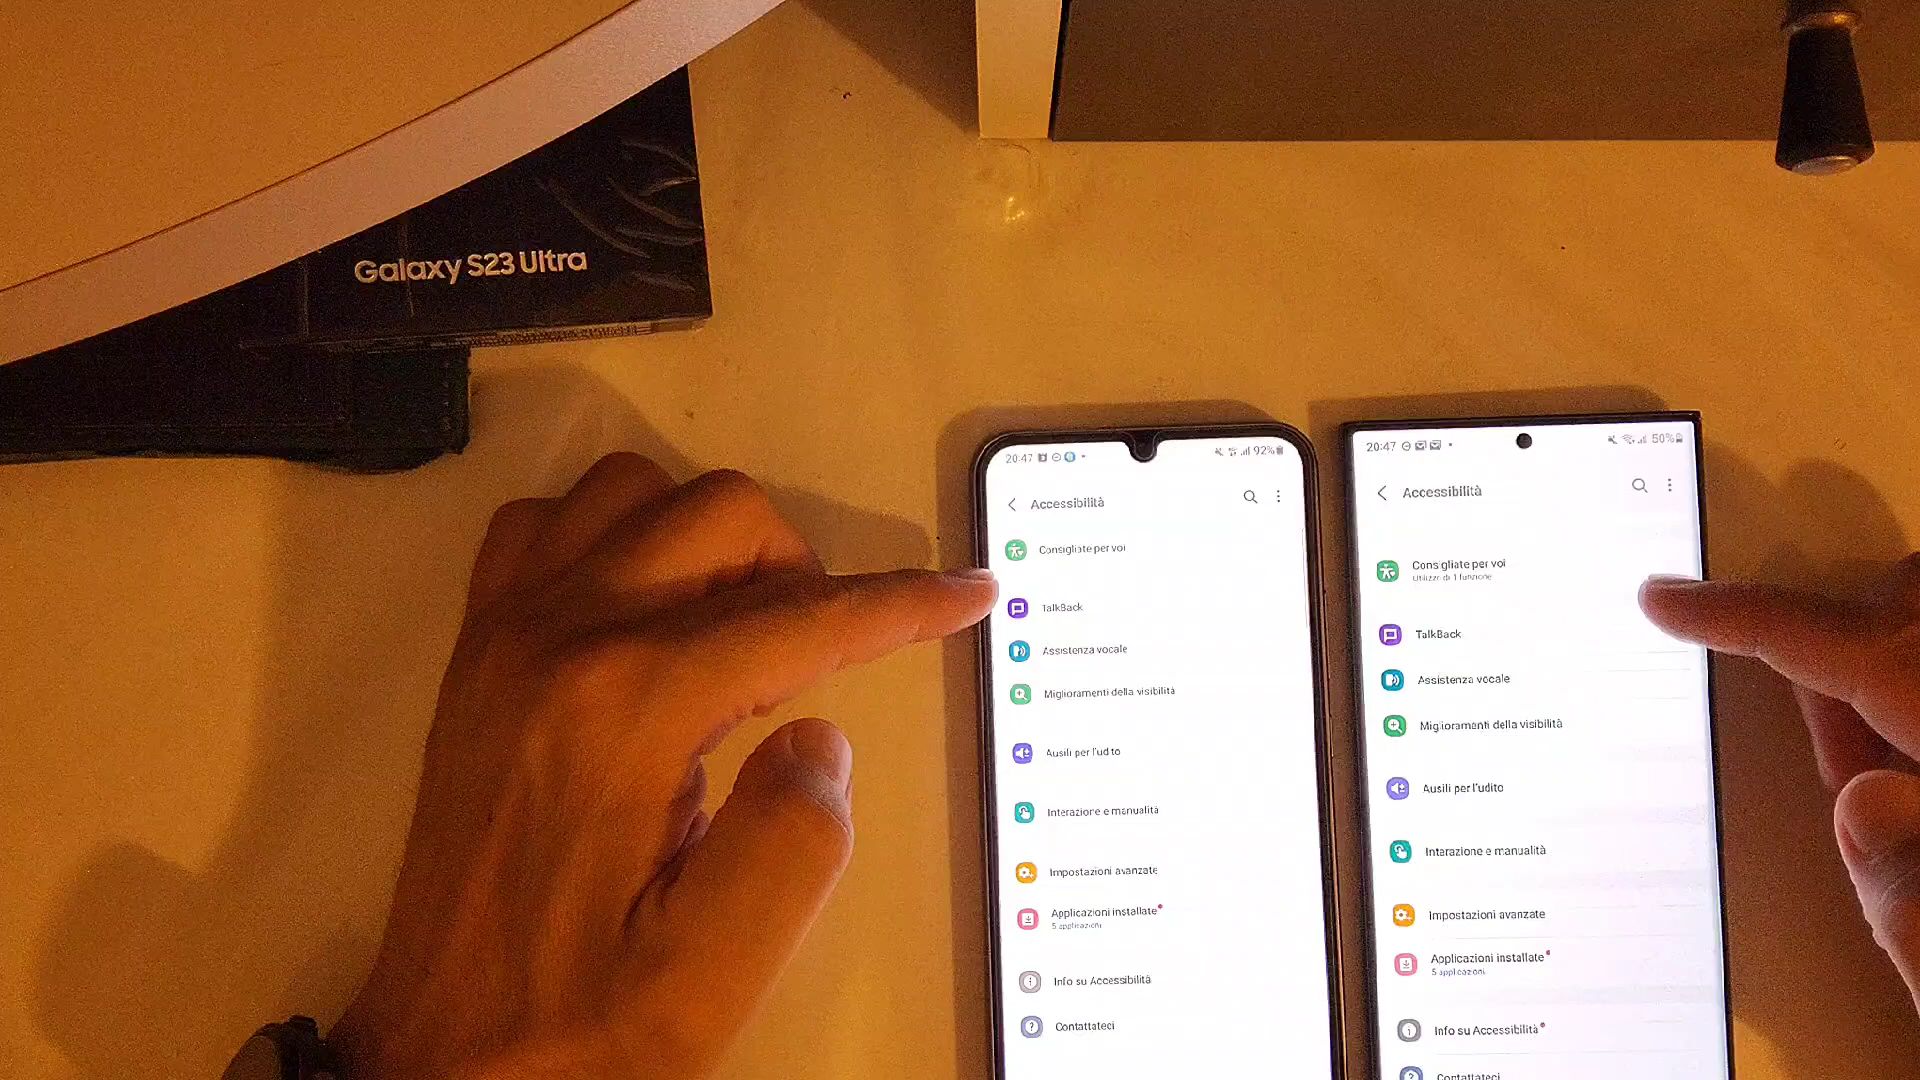 Galaxy S23 Ultra
20:47
92%
Accessibilità
Consigliate per voi
TalkBack
Assistenza vocale
Miglioramenti della visibilità
Ausili per l'udito
Interazione e manualità
Impostazioni avanzate
Applicazioni installate
5 applicazioni
Info su Accessibilità
Contattateci
20:47
50%
Accessibilità
Consigliate per voi
Utilizzo di 1 funzione
TalkBack
Assistenza vocale
Miglioramenti della visibilità
Ausili per l'udito
Interazione e manualità
Impostazioni avanzate
Applicazioni installate
5 applicazioni
Info su Accessibilità
Contattateci